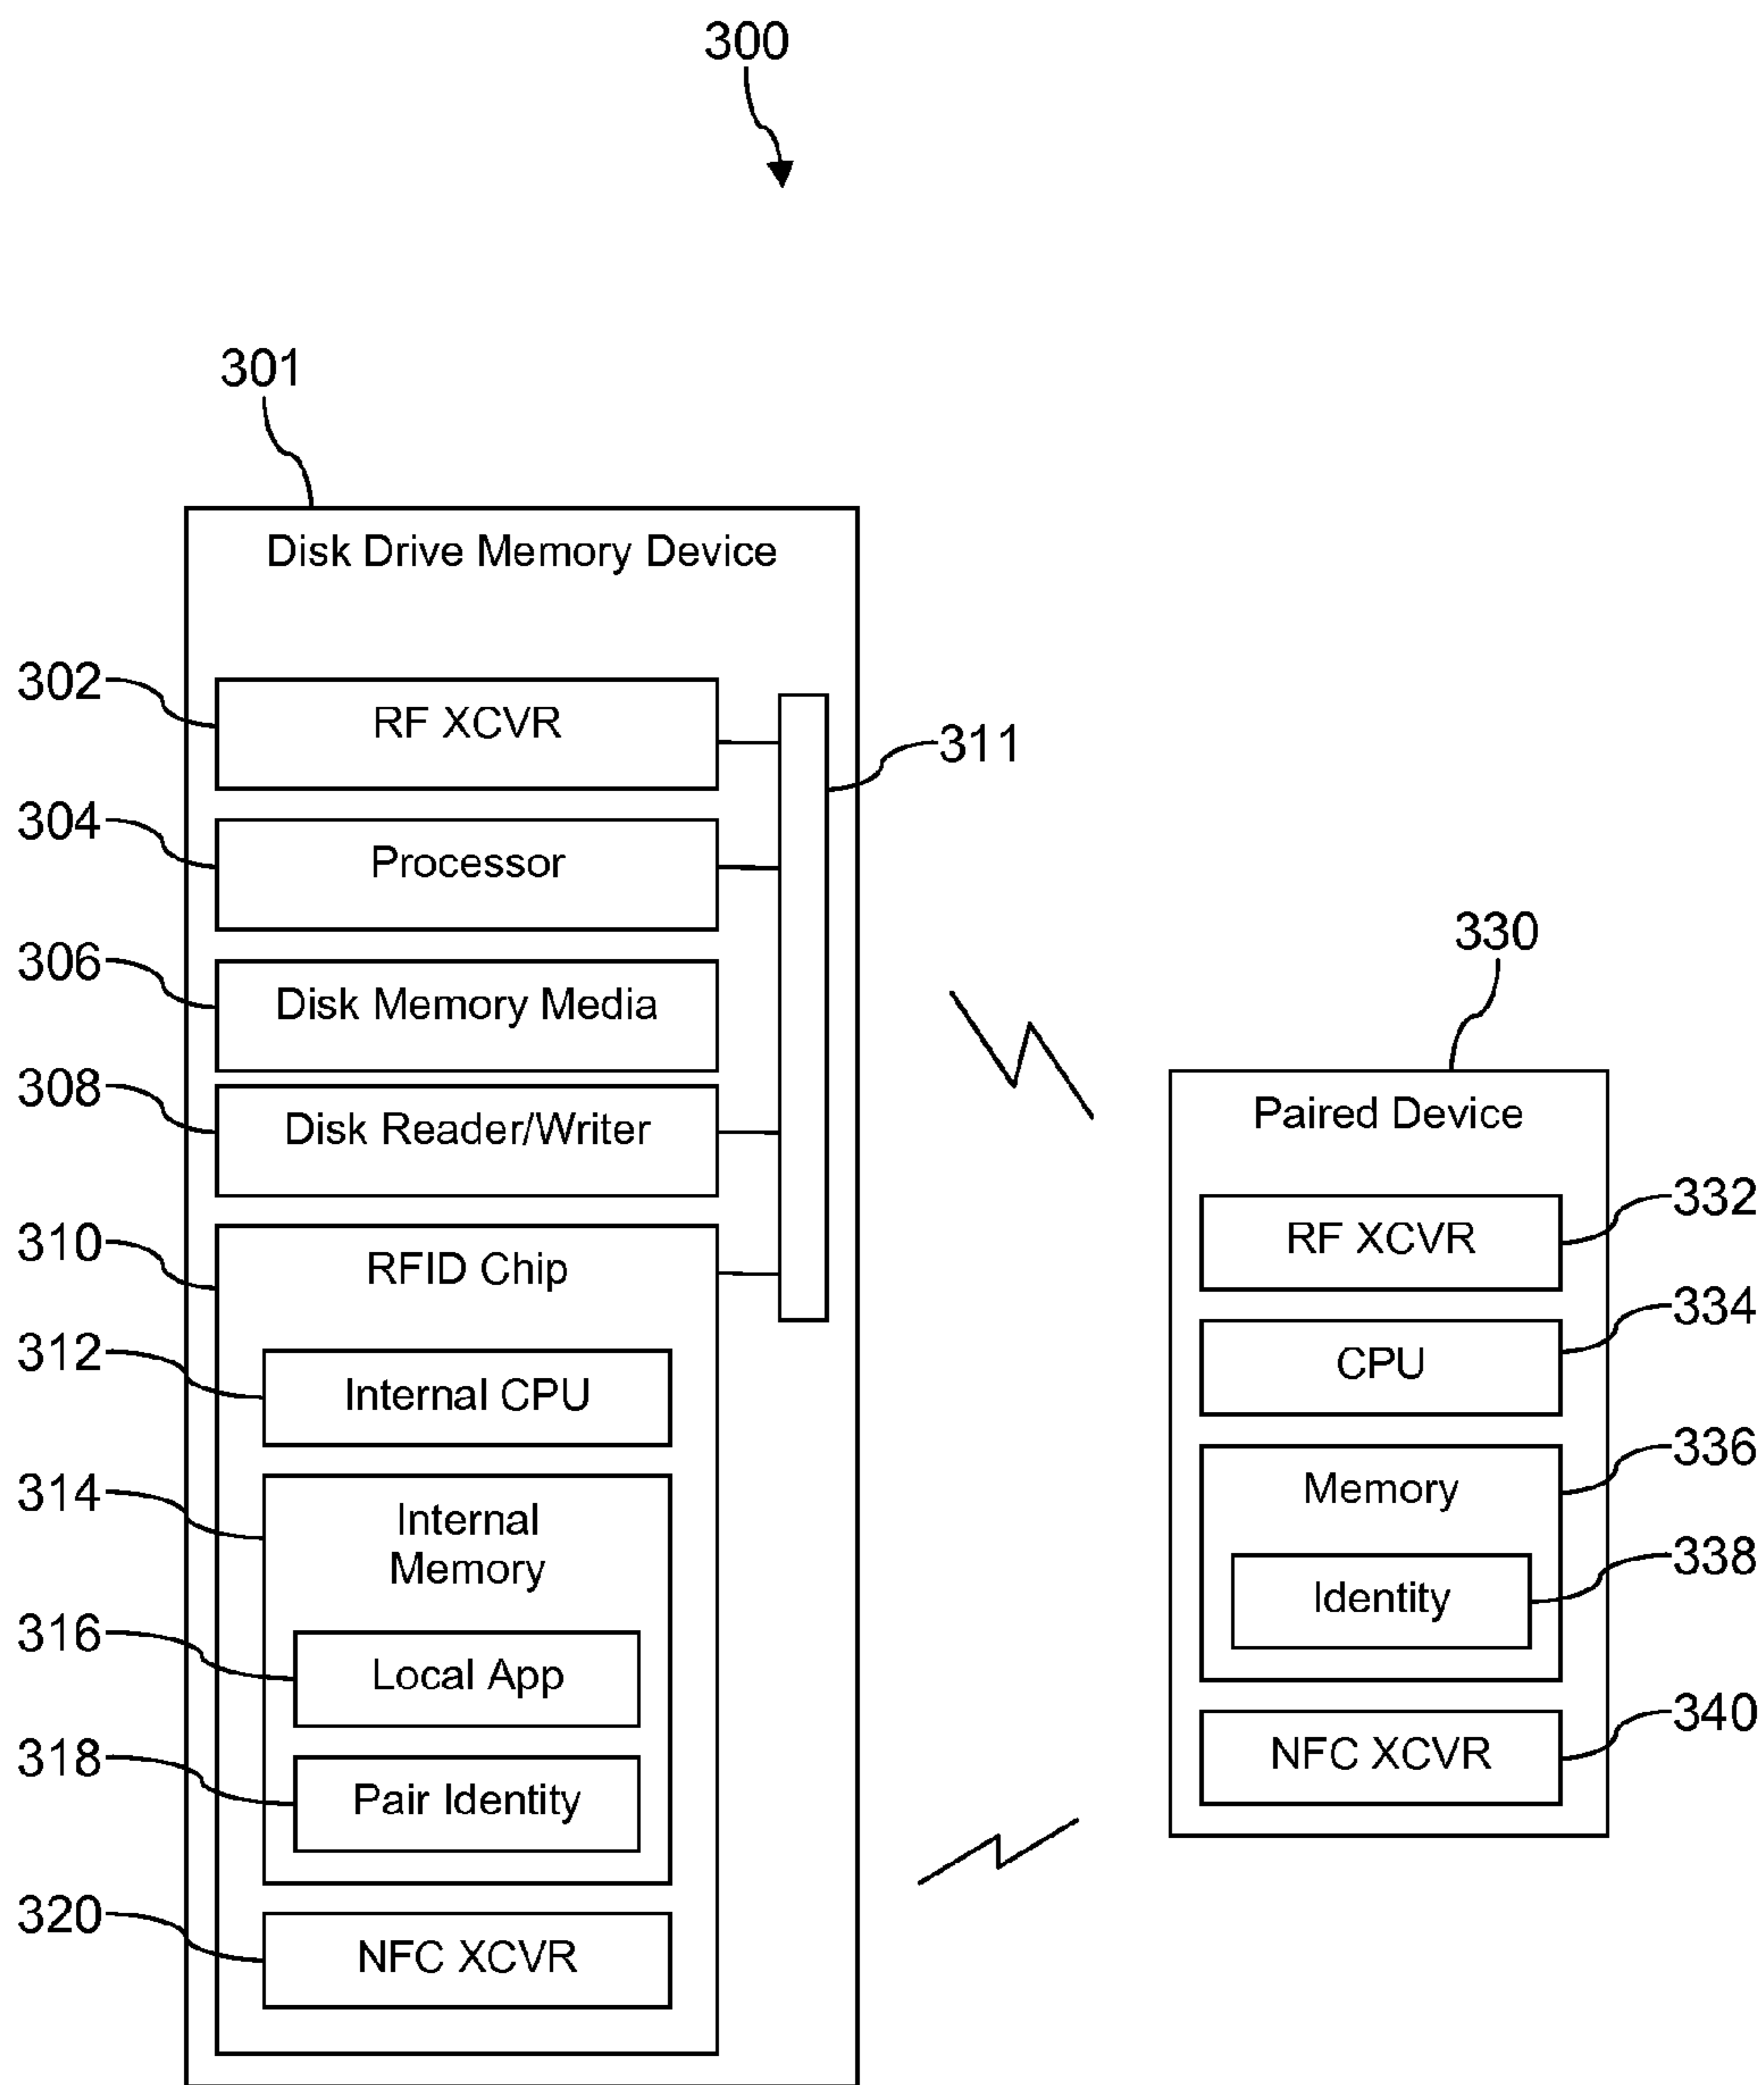 300
301
Disk Drive Memory Device
302
RF XCVR
311
304
Processor
306
Disk Memory Media
308
Disk Reader/Writer
310
RFID Chip
312
Internal CPU
314
Internal
Memory
316
Local App
318
Pair Identity
320
NFC XCVR
330
Paired Device
332
RF XCVR
334
CPU
336
Memory
338
Identity
340
NFC XCVR